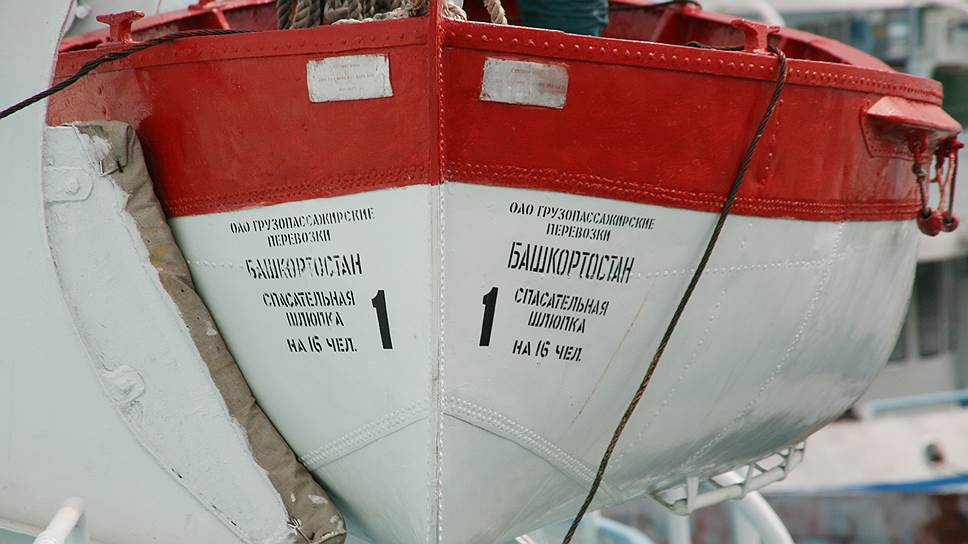 ОАО ГРУЗОПАССАЖИРСКИЕ
ПЕРЕВОЗКИ
БАШКОРТОСТАН
СПАСАТЕЛЬНАЯ
ШЛЮПКА
НА 16 ЧЕЛ.
1
ОАО ГРУЗОПАССАЖИРСКИЕ
ПЕРЕВОЗКИ
БАШКОРТОСТАН
1
СПАСАТЕЛЬНАЯ
ШЛЮПКА
НА 16 ЧЕЛ.